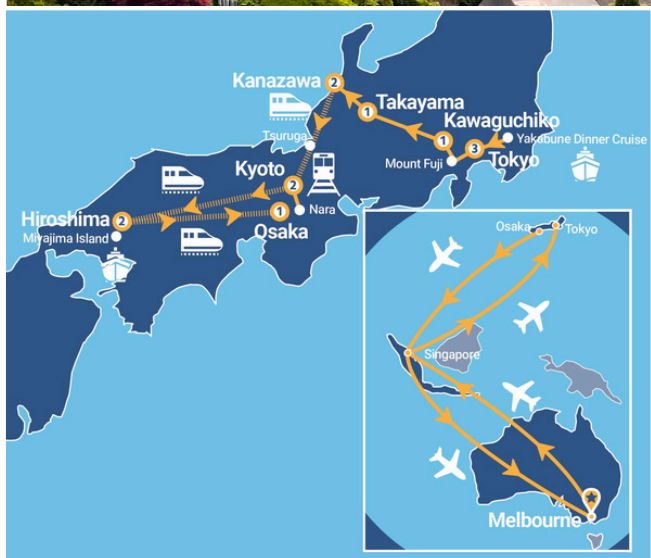 Kanazawa 2
1 Takayama
Kawaguchiko
1
Yakabune Dinner Cruise
3
Tokyo
Mount Fuji
Tsuruga
Kyoto
2
Nara
Hiroshima 2
Miyajima Island
1
Osaka
Osaka
Tokyo
Singapore
Melbourne